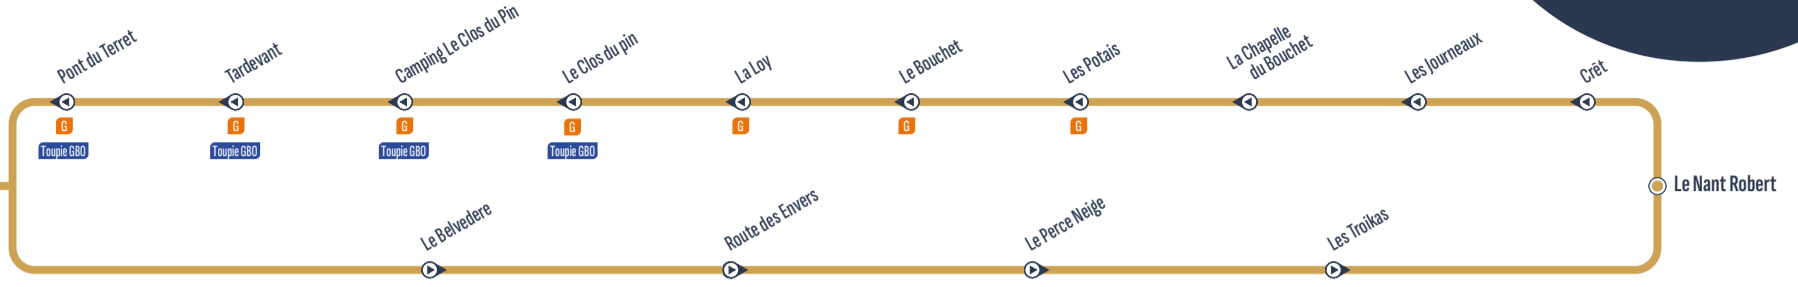 Pont du Terret
Tardevant
Camping Le Clos du Pin
Le Clos du pin
La Loy
Le Bouchet
Les Potais
La Chapelle
du Bouchet
Les Journeaux
Crêt
G
G
G
G
G
G
G
Toupie GBO
Toupie GBO
Toupie GBO
Toupie GBO
Le Nant Robert
Le Belvedere
Route des Envers
Le Perce Neige
Les Troikas